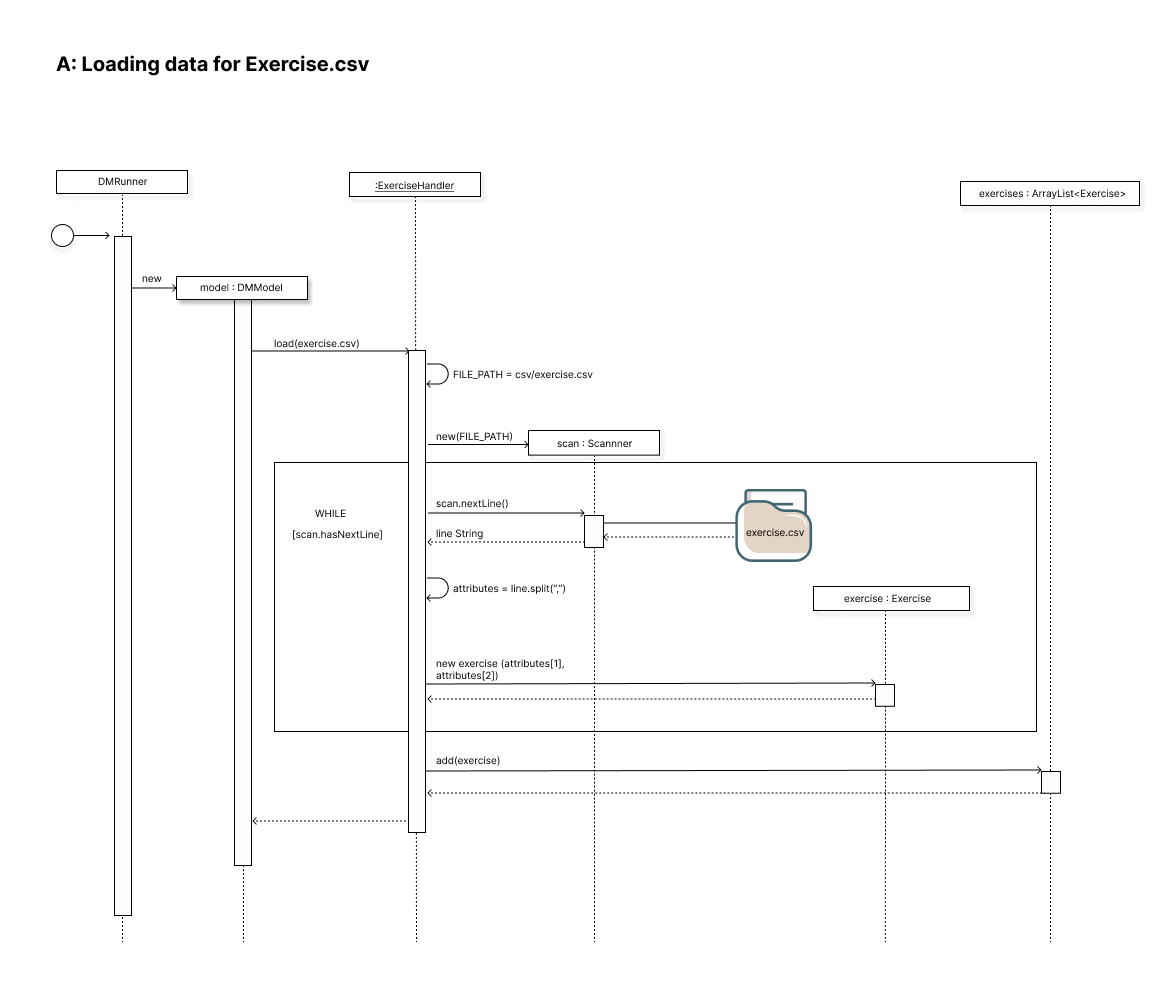 A: Loading data for Exercise.csv
DMRunner
:ExerciseHandler
exercises : ArrayList<Exercise>
new
model : DMModel
load(exercise.csv)
FILE_PATH = csv/exercise.csv
new(FILE_PATH)
scan : Scannner
WHILE
[scan.hasNextLine]
scan.nextLine()
line String
exercise.csv
attributes = line.split(“,”)
exercise : Exercise
new exercise (attributes[1],
attributes[2])
add(exercise)